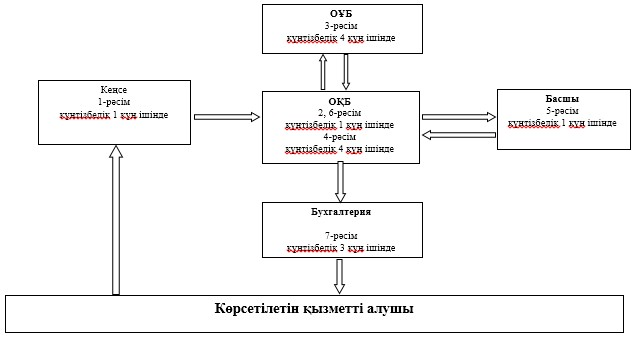 ОҰБ
3-рәсім
күнтізбелік 4 күн ішінде
Кеңсе
1-рәсім
күнтізбелік 1 күн ішінде
ОҚБ
2, 6-рәсім
күнтізбелік 1 күн ішінде
4-рәсім
күнтізбелік 4 күн ішінде
Басшы
5-рәсім
күнтізбелік 1 күн ішінде
Бухгалтерия
7-рәсім
күнтізбелік 3 күн ішінде
Көрсетілетін қызметті алушы